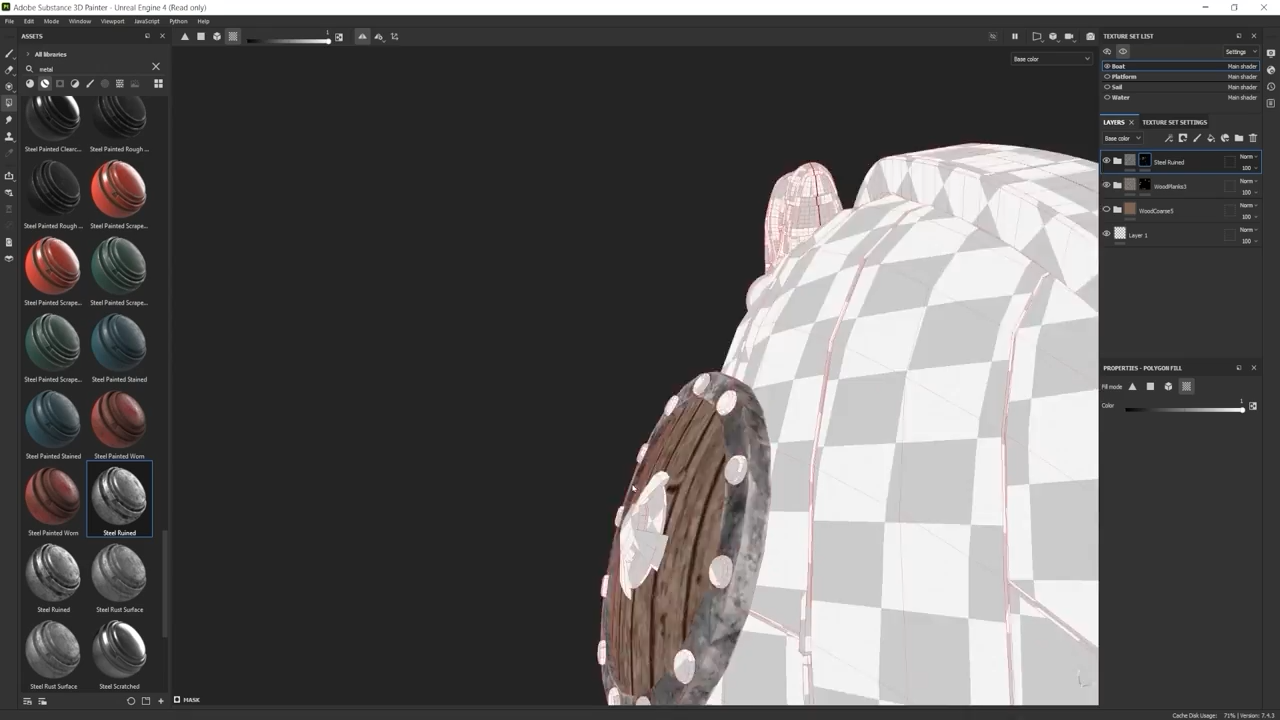 Adobe Substance 3D Painter - Unreal Engine 4 (Read only)
File Edit Mode Window Viewport JavaScript Python Help
ASSETS
All libraries
metal
Steel Painted Clearc... Steel Painted Rough ...
Steel Painted Rough ... Steel Painted Scrape...
Steel Painted Scrape... Steel Painted Scrape...
Steel Painted Scrape... Steel Painted Stained
Steel Painted Stained Steel Painted Worn
Steel Painted Worn Steel Ruined
Steel Ruined Steel Rust Surface
Steel Rust Surface Steel Scratched
1
Base color
MASK
TEXTURE SET LIST
Settings
Boat Main shader
Platform Main shader
Soil Main shader
Water Main shader
LAYERS TEXTURE SET SETTINGS
Base color
Steel Ruined Norm 100
WoodPlanks3 Norm 100
WoodCoarse5 Norm 100
Layer 1 Norm 100
PROPERTIES - POLYGON FILL
Fill mode
Color 1
Cache Disk Usage: 71% | Version: 7.4.3